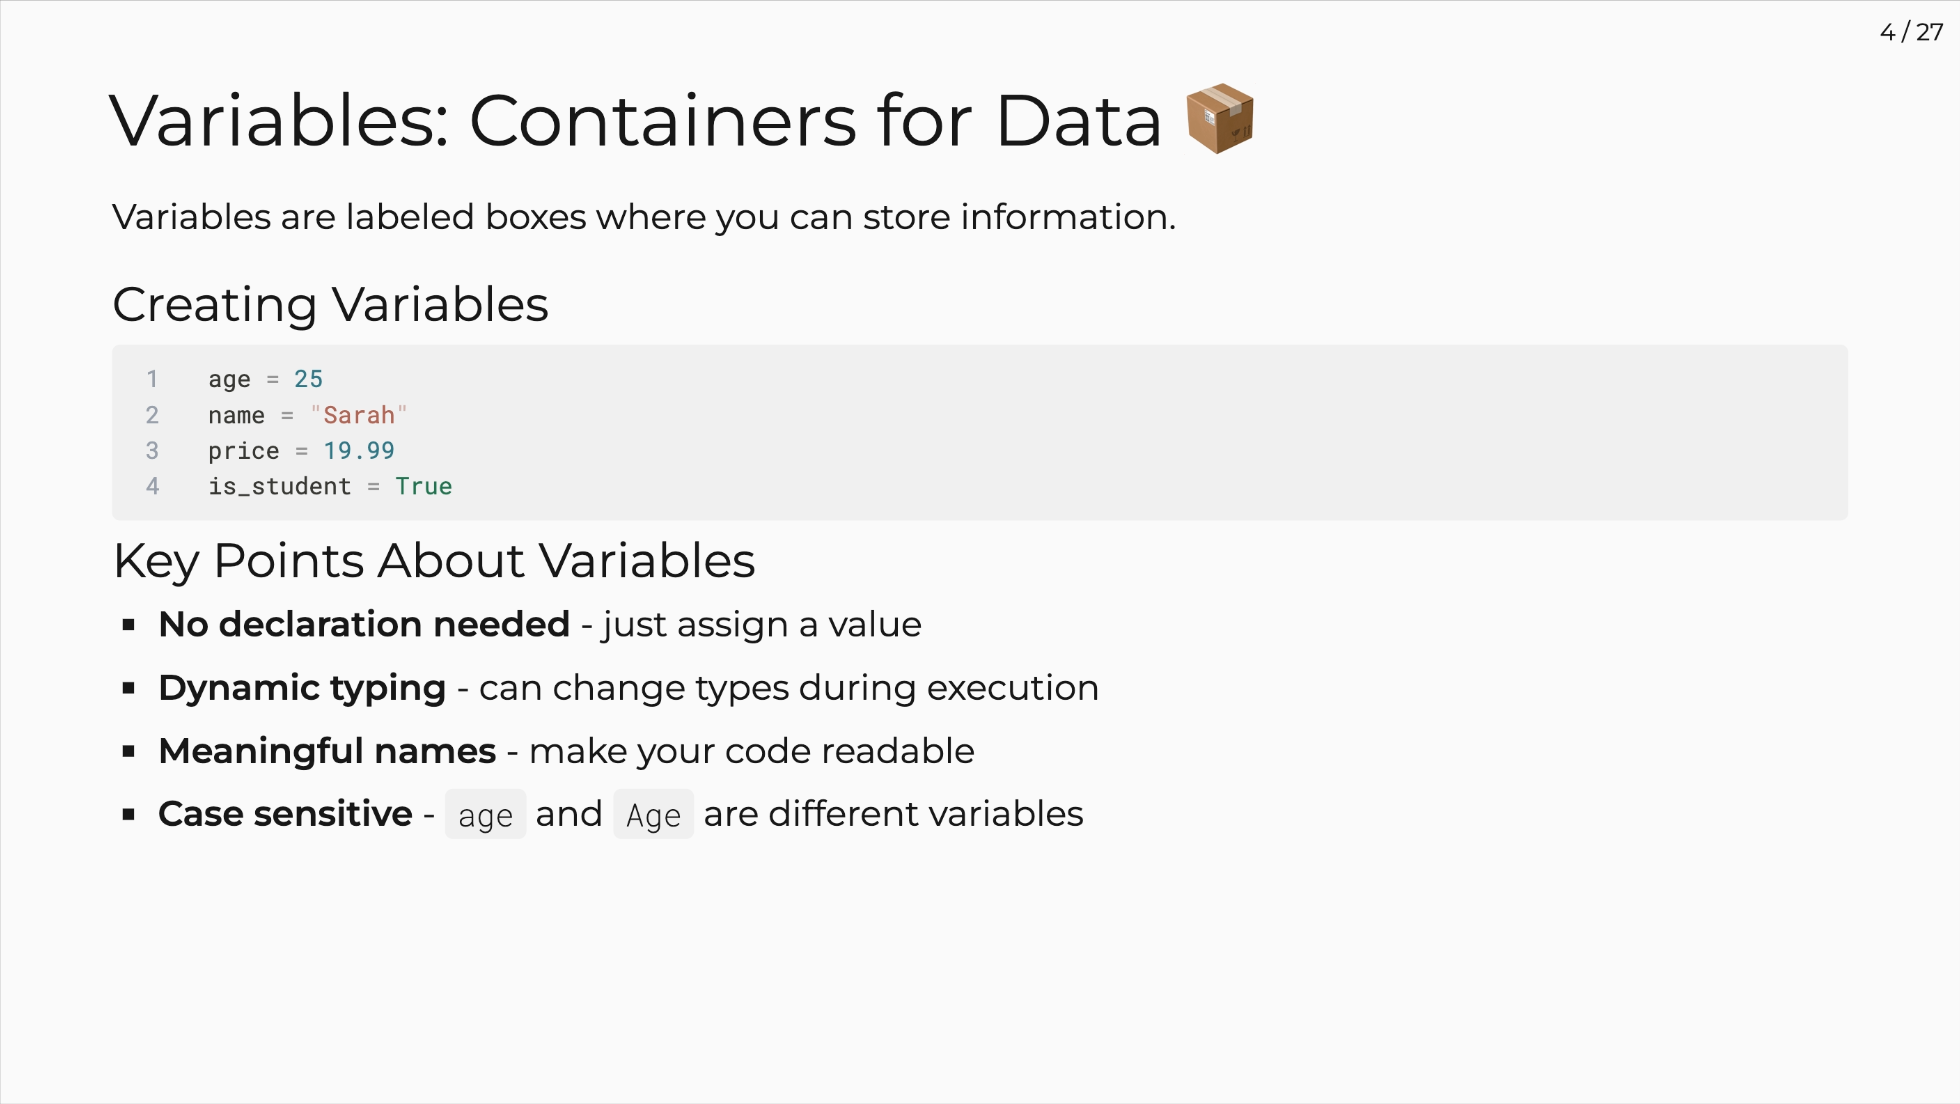 4 / 27
Variables: Containers for Data 📦
Variables are labeled boxes where you can store information.
Creating Variables
1 age = 25
2 name = "Sarah"
3 price = 19.99
4 is_student = True
Key Points About Variables
▪ No declaration needed - just assign a value
▪ Dynamic typing - can change types during execution
▪ Meaningful names - make your code readable
▪ Case sensitive - age and Age are different variables